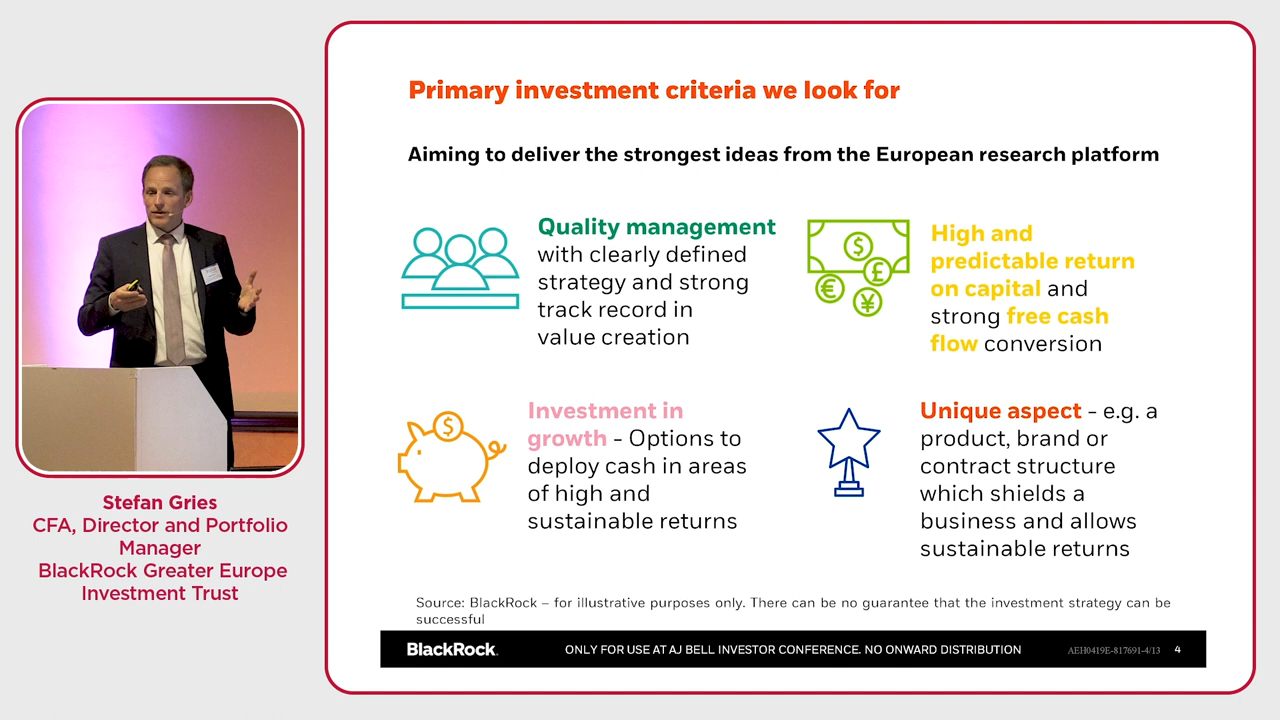 Primary investment criteria we look for
Aiming to deliver the strongest ideas from the European research platform
Quality management
with clearly defined
strategy and strong
track record in
value creation
$
£
€
¥
High and
predictable return
on capital and
strong free cash
flow conversion
$
Investment in
growth - Options to
deploy cash in areas
of high and
sustainable returns
Unique aspect - e.g. a
product, brand or
contract structure
which shields a
business and allows
sustainable returns
Source: BlackRock – for illustrative purposes only. There can be no guarantee that the investment strategy can be
successful
BlackRock.
ONLY FOR USE AT AJ BELL INVESTOR CONFERENCE. NO ONWARD DISTRIBUTION
AEH0419E-817691-4/13
4
Stefan Gries
CFA, Director and Portfolio
Manager
BlackRock Greater Europe
Investment Trust